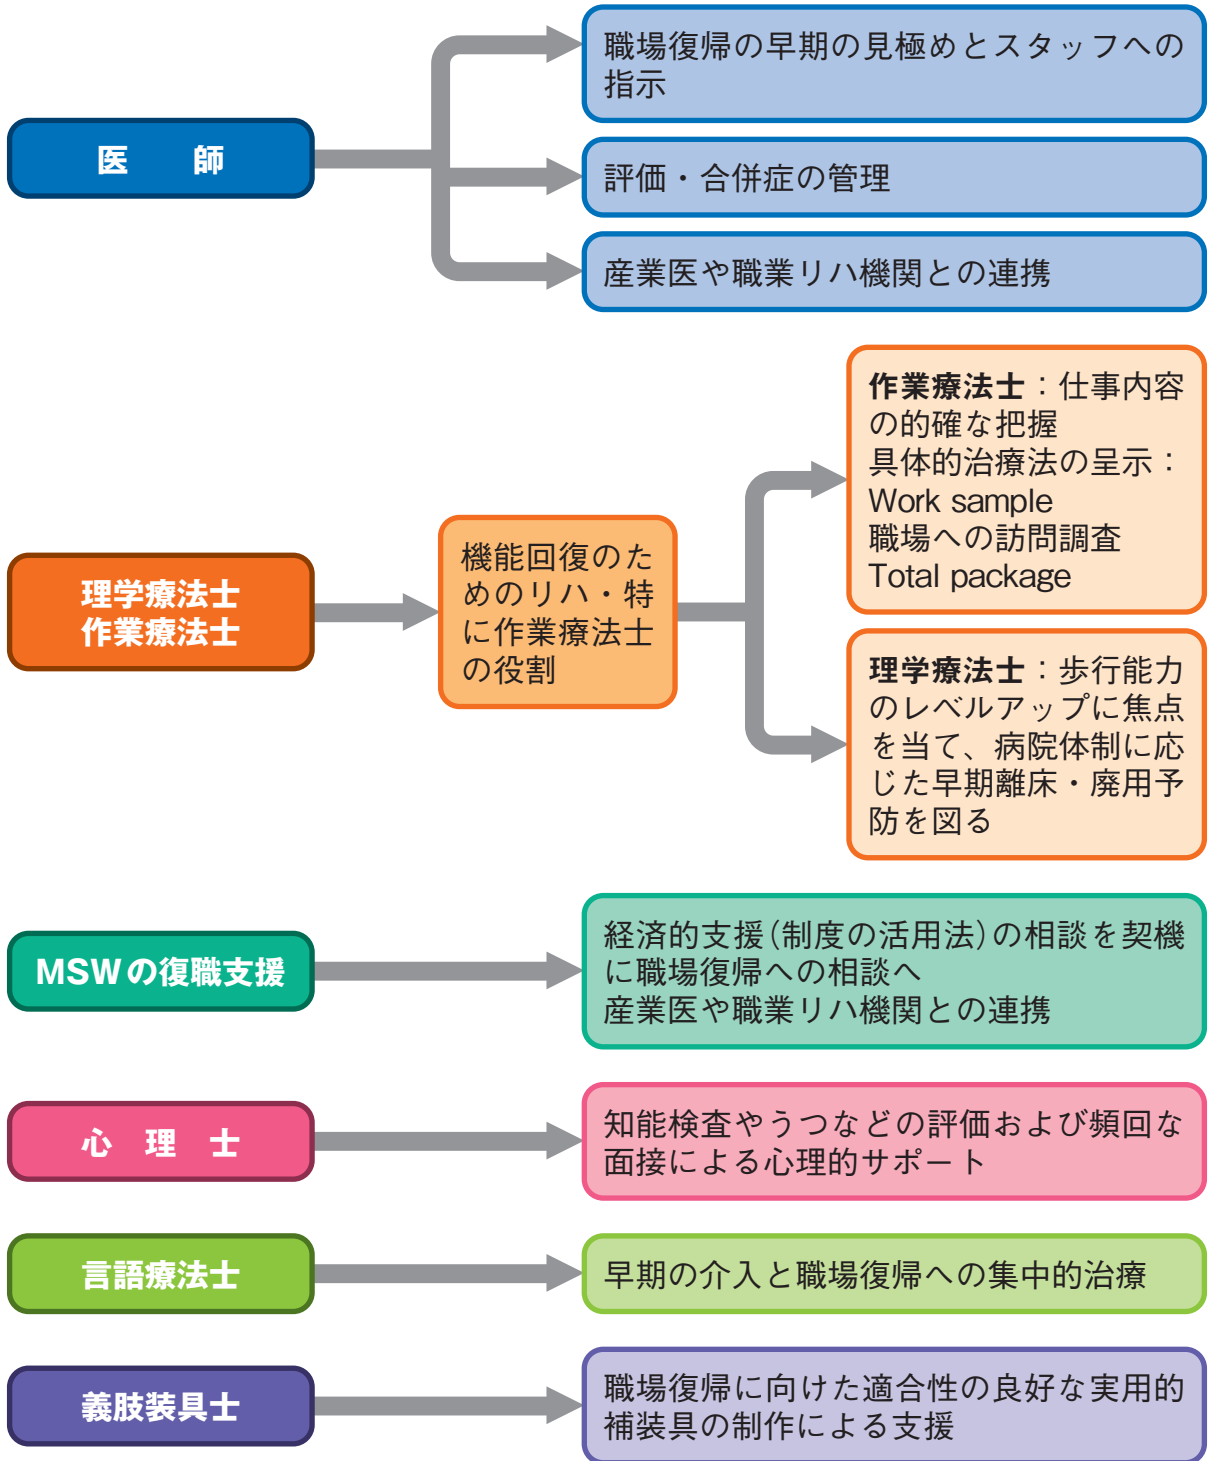 医　師
職場復帰の早期の見極めとスタッフへの
指示
評価・合併症の管理
産業医や職業リハ機関との連携
理学療法士
作業療法士
機能回復のた
めのリハ・特
に作業療法士
の役割
作業療法士：仕事内容
の的確な把握
具体的治療法の呈示：
Work sample
職場への訪問調査
Total package
理学療法士：歩行能力
のレベルアップに焦点
を当て、病院体制に応
じた早期離床・廃用予
防を図る
MSWの復職支援
経済的支援（制度の活用法）の相談を契機
に職場復帰への相談へ
産業医や職業リハ機関との連携
心　理　士
知能検査やうつなどの評価および頻回な
面接による心理的サポート
言語療法士
早期の介入と職場復帰への集中的治療
義肢装具士
職場復帰に向けた適合性の良好な実用的
補装具の制作による支援